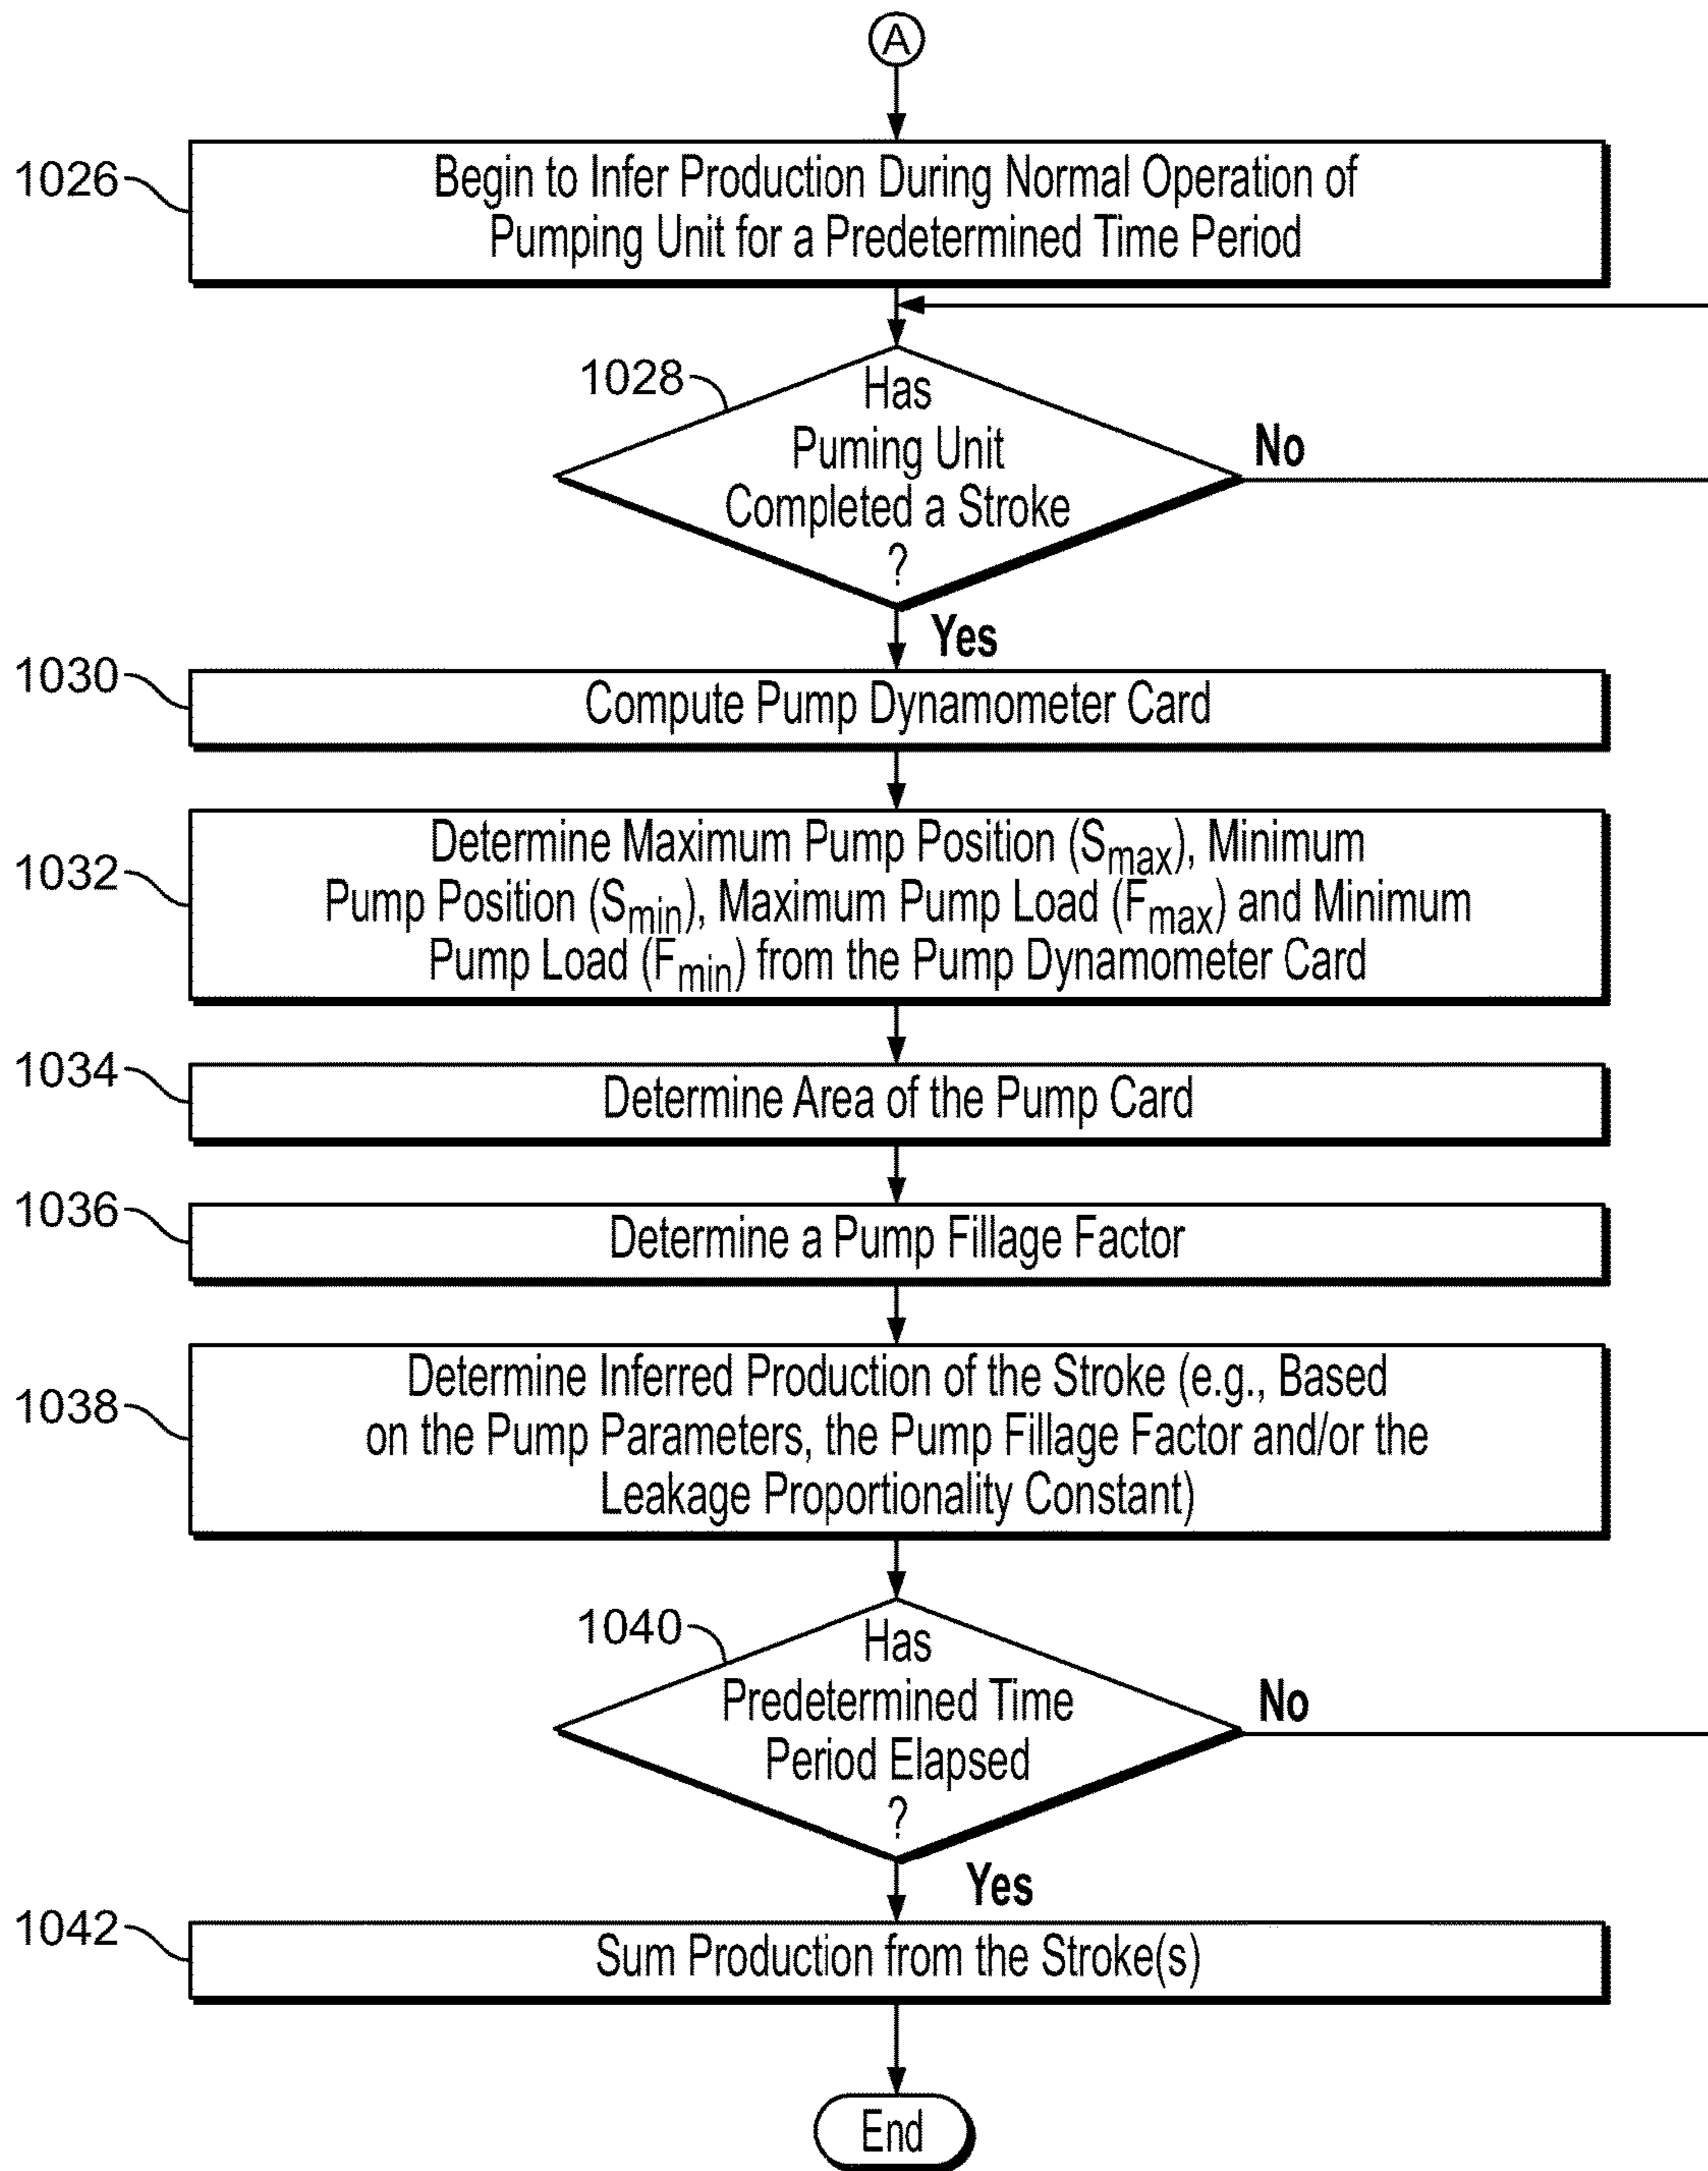 A
1026
Begin to Infer Production During Normal Operation of
Pumping Unit for a Predetermined Time Period
1028
Has
Puming Unit
Completed a Stroke
?
No
Yes
1030
Compute Pump Dynamometer Card
1032
Determine Maximum Pump Position (Smax), Minimum
Pump Position (Smin), Maximum Pump Load (Fmax) and Minimum
Pump Load (Fmin) from the Pump Dynamometer Card
1034
Determine Area of the Pump Card
1036
Determine a Pump Fillage Factor
1038
Determine Inferred Production of the Stroke (e.g., Based
on the Pump Parameters, the Pump Fillage Factor and/or the
Leakage Proportionality Constant)
1040
Has
Predetermined Time
Period Elapsed
?
No
Yes
1042
Sum Production from the Stroke(s)
End